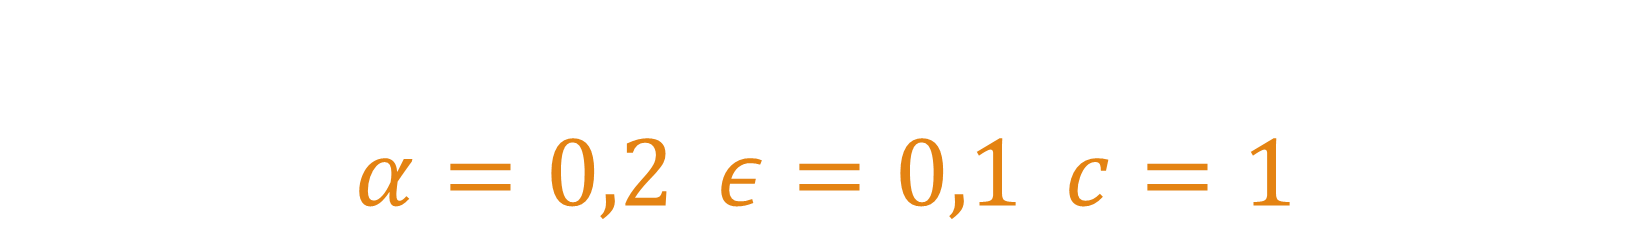 α = 0,2 ϵ = 0,1 c = 1